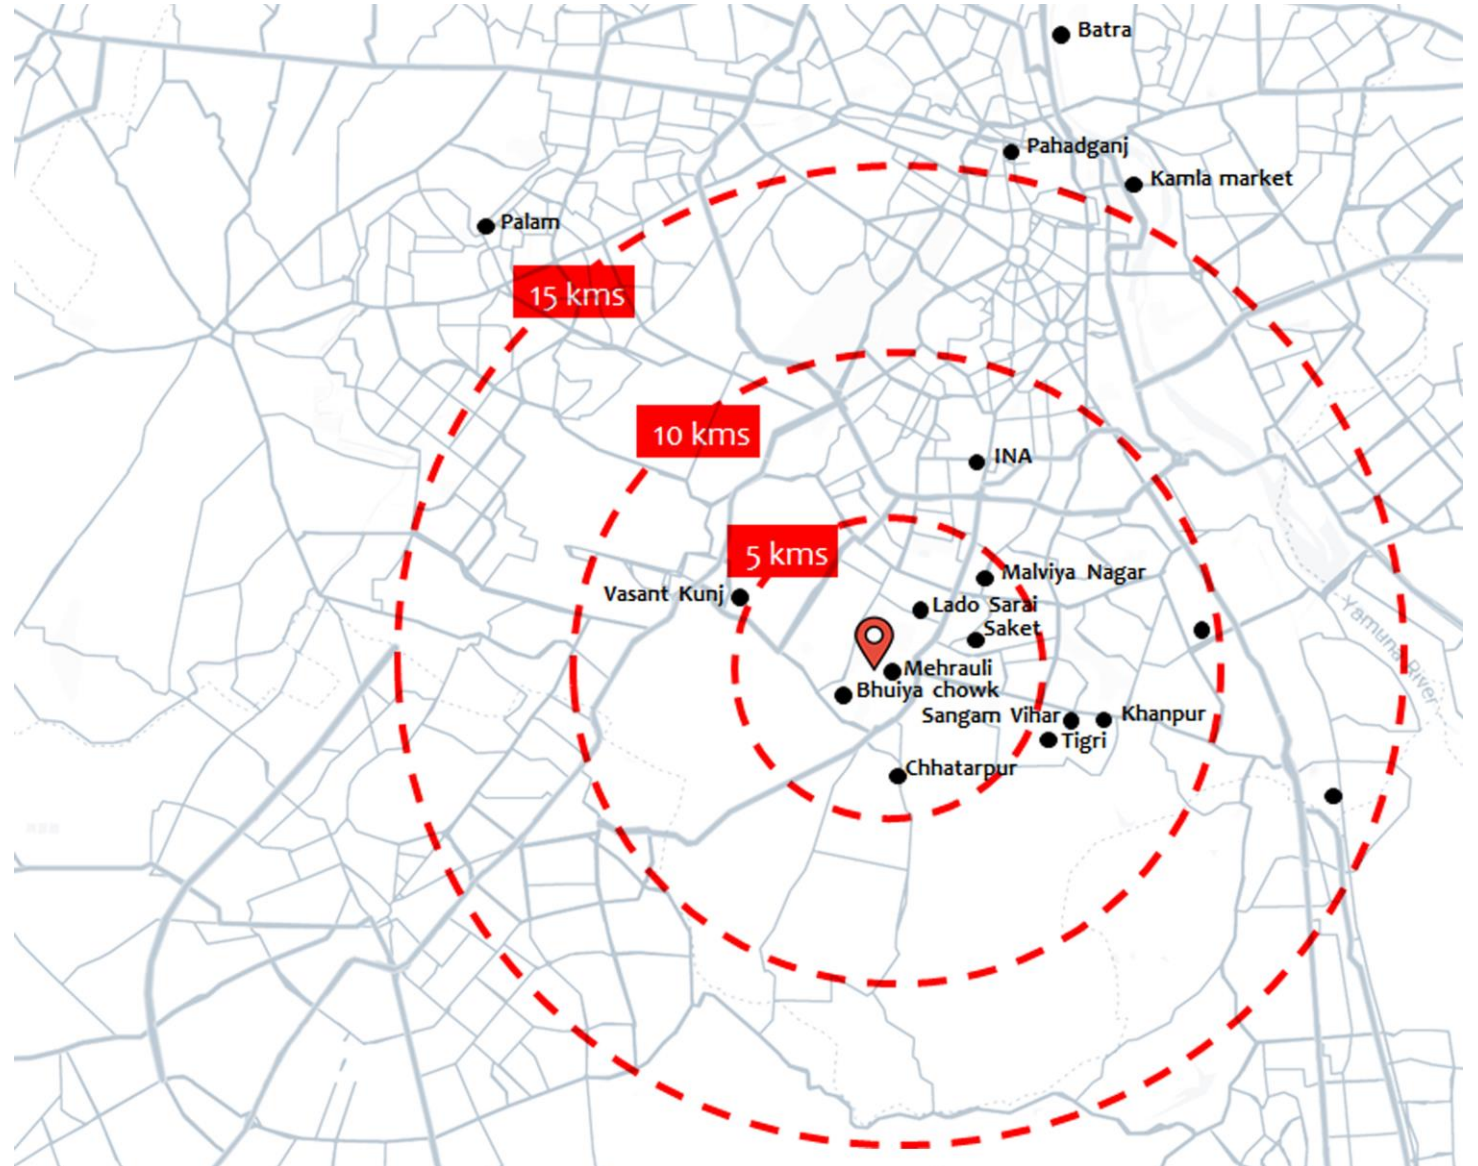 Batra
Pahadganj
Kamla market
Palam
15 kms
10 kms
INA
5 kms
Malviya Nagar
Vasant Kunj
Lado Sarai
Saket
Yamuna River
Mehrauli
Bhuiya chowk
Sangam Vihar
Khanpur
Tigri
Chhatarpur